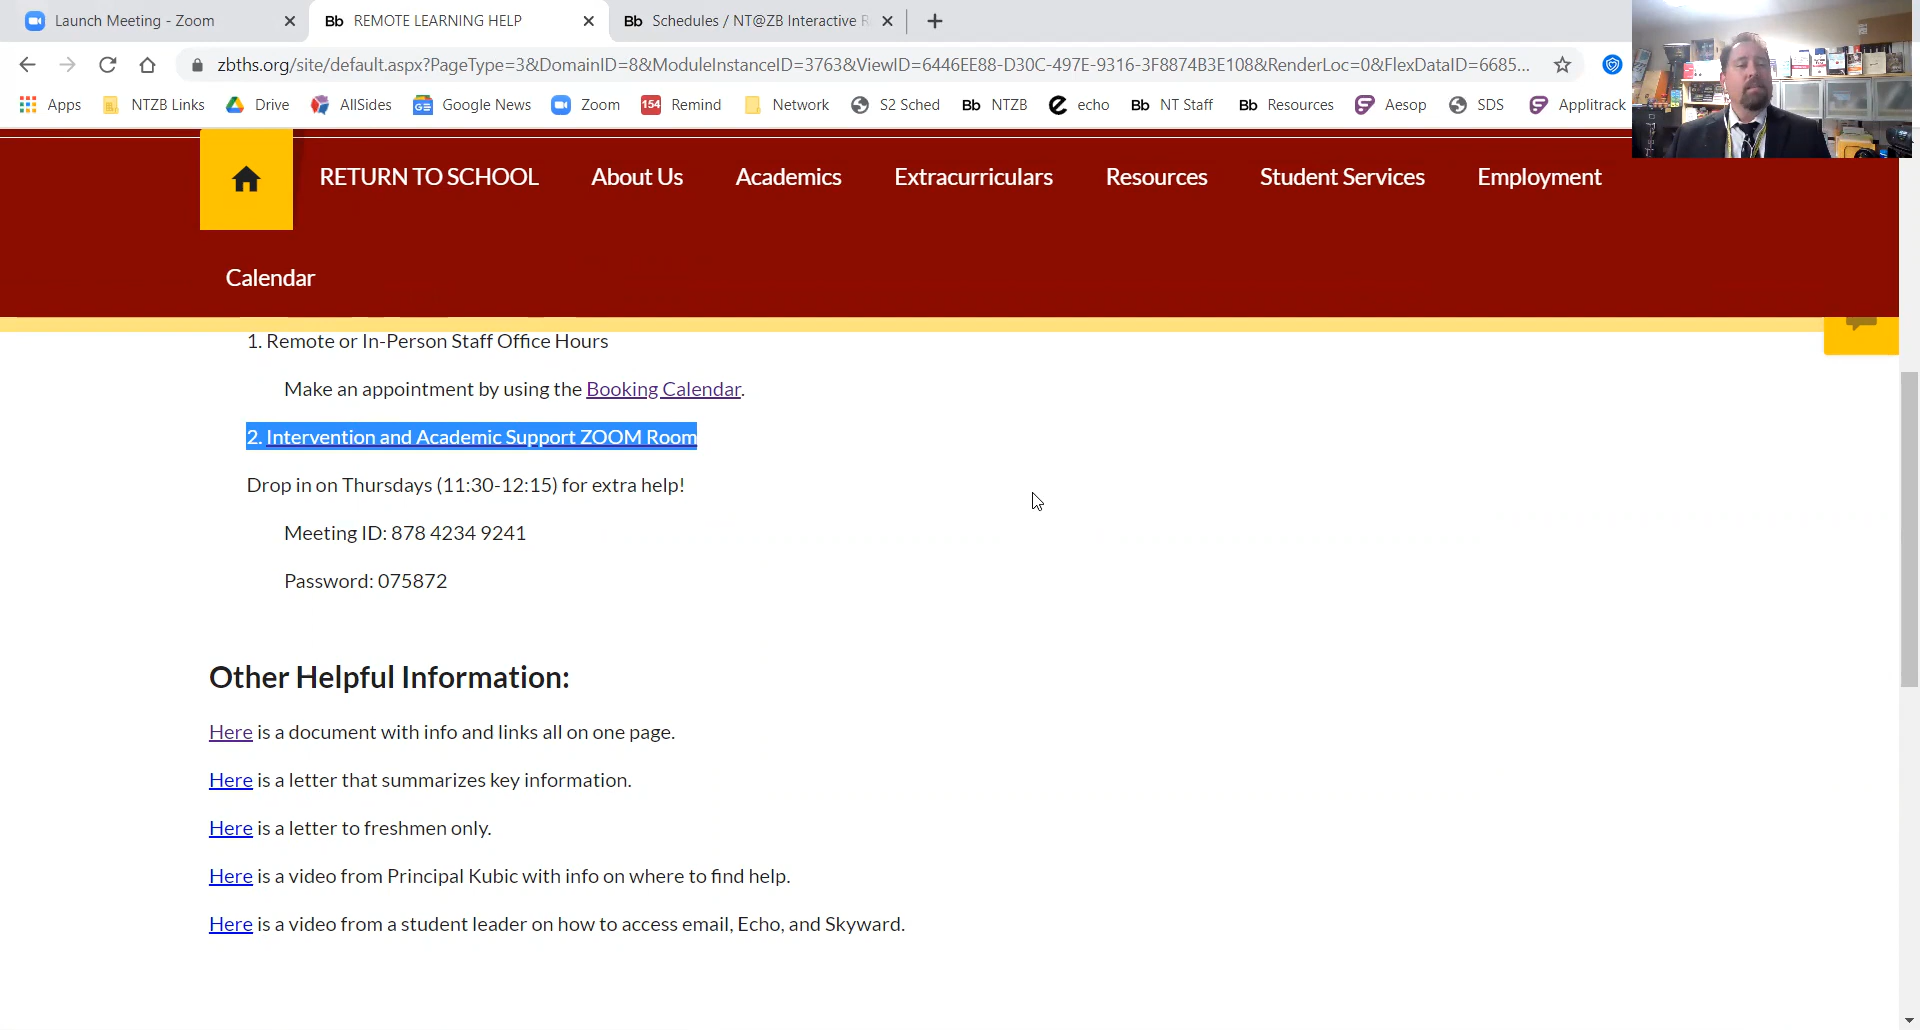 Launch Meeting - Zoom
Bb REMOTE LEARNING HELP
Bb Schedules / NT@ZB Interactive R
zbths.org/site/default.aspx?PageType=3&DomainID=8&ModuleInstanceID=3763&ViewID=6446EE88-D30C-497E-9316-3F8874B3E108&RenderLoc=0&FlexDataID=6685...
Apps NTZB Links Drive AllSides GE Google News Zoom 154 Remind Network S2 Sched Bb NTZB echo Bb NT Staff Bb Resources Aesop SDS Applitrack
RETURN TO SCHOOL About Us Academics Extracurriculars Resources Student Services Employment
Calendar
1. Remote or In-Person Staff Office Hours
Make an appointment by using the Booking Calendar.
2. Intervention and Academic Support ZOOM Room
Drop in on Thursdays (11:30-12:15) for extra help!
Meeting ID: 878 4234 9241
Password: 075872
Other Helpful Information:
Here is a document with info and links all on one page.
Here is a letter that summarizes key information.
Here is a letter to freshmen only.
Here is a video from Principal Kubic with info on where to find help.
Here is a video from a student leader on how to access email, Echo, and Skyward.